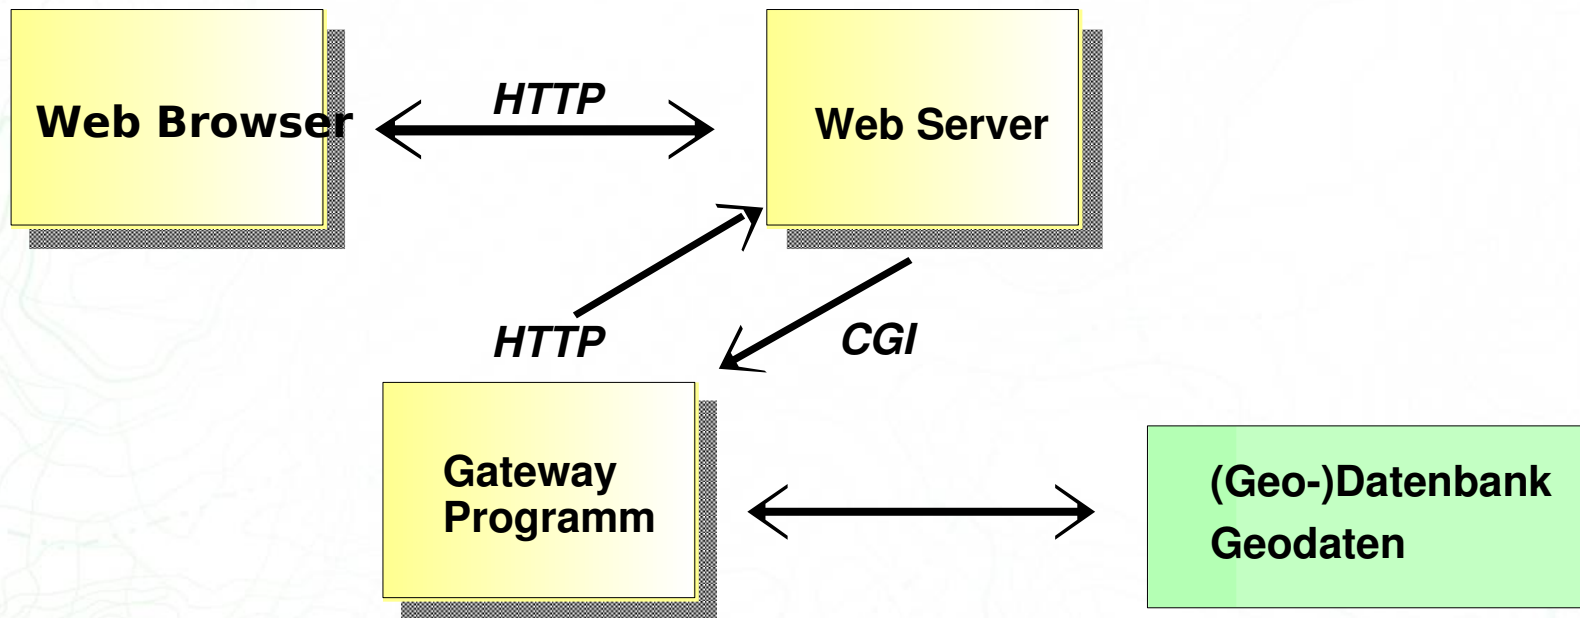 Web Browser
HTTP
Web Server
HTTP
CGI
Gateway
Programm
(Geo-)Datenbank
Geodaten